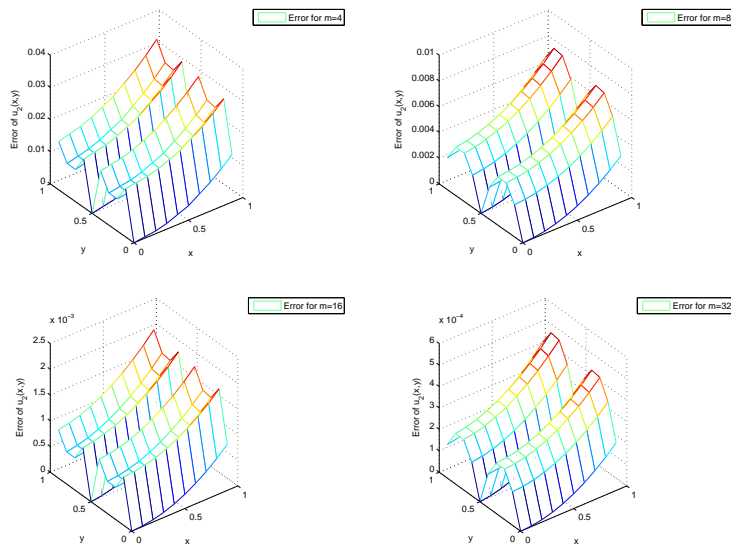 Error for m=4
0.04
0.03
0.02
0.01
0
1
0.5
0
0
0.5
1
Error of u2(x,y)
y
x
Error for m=8
0.01
0.008
0.006
0.004
0.002
0
1
0.5
0
0
0.5
1
Error of u2(x,y)
y
x
Error for m=16
x 10-3
2.5
2
1.5
1
0.5
0
1
0.5
0
0
0.5
1
Error of u2(x,y)
y
x
Error for m=32
x 10-4
6
5
4
3
2
1
0
1
0.5
0
0
0.5
1
Error of u2(x,y)
y
x